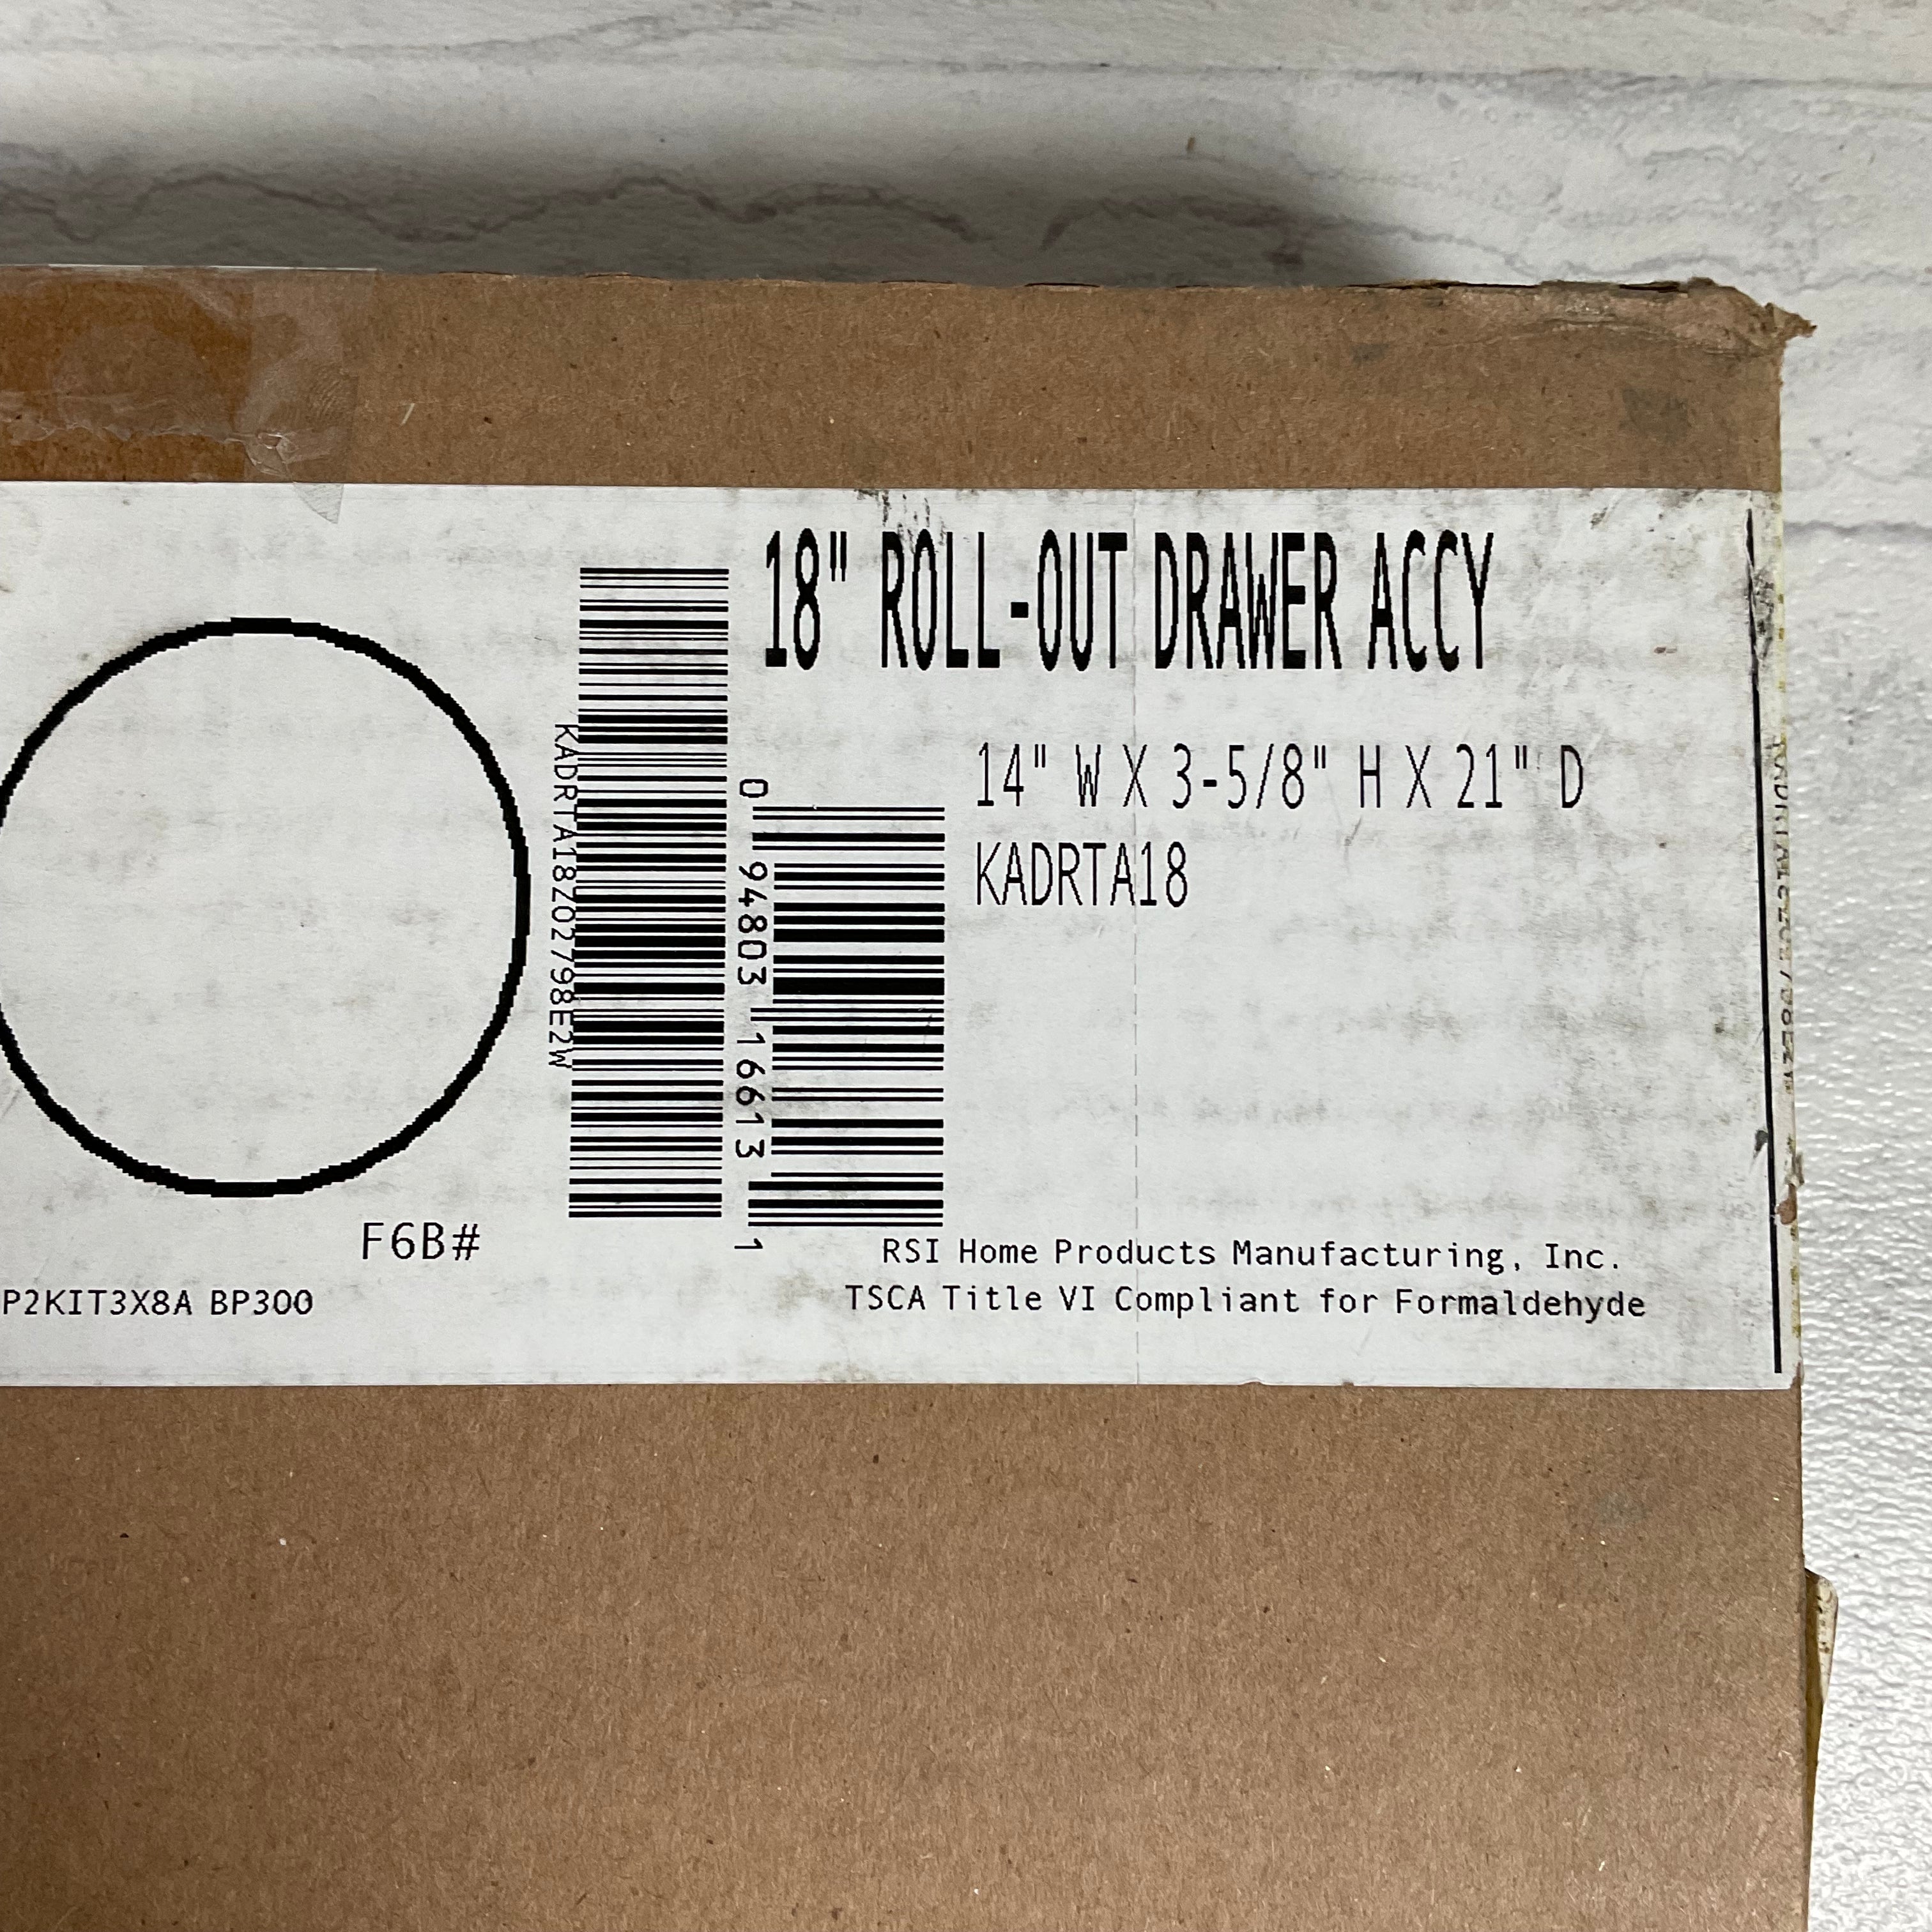 18" ROLL-OUT DRAWER ACCY
14" W X 3-5/8" H X 21" D
KADRTA18
KADRTA18Z02798E2W
0 94803 16613 1
F6B#
P2KIT3X8A BP300
RSI Home Products Manufacturing, Inc.
TSCA Title VI Compliant for Formaldehyde